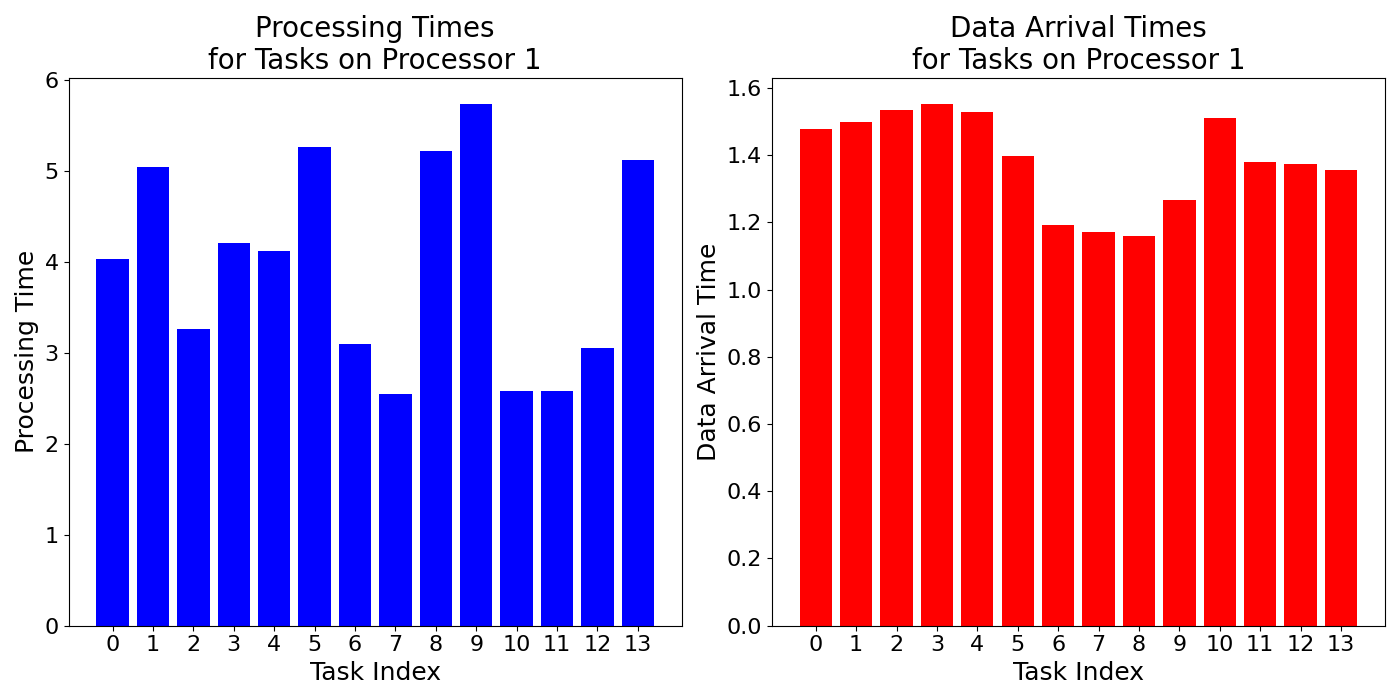 Processing Times
for Tasks on Processor 1
Processing Time
6
5
4
3
2
1
0
0 1 2 3 4 5 6 7 8 9 10 11 12 13
Task Index
Data Arrival Times
for Tasks on Processor 1
Data Arrival Time
1.6
1.4
1.2
1.0
0.8
0.6
0.4
0.2
0.0
0 1 2 3 4 5 6 7 8 9 10 11 12 13
Task Index